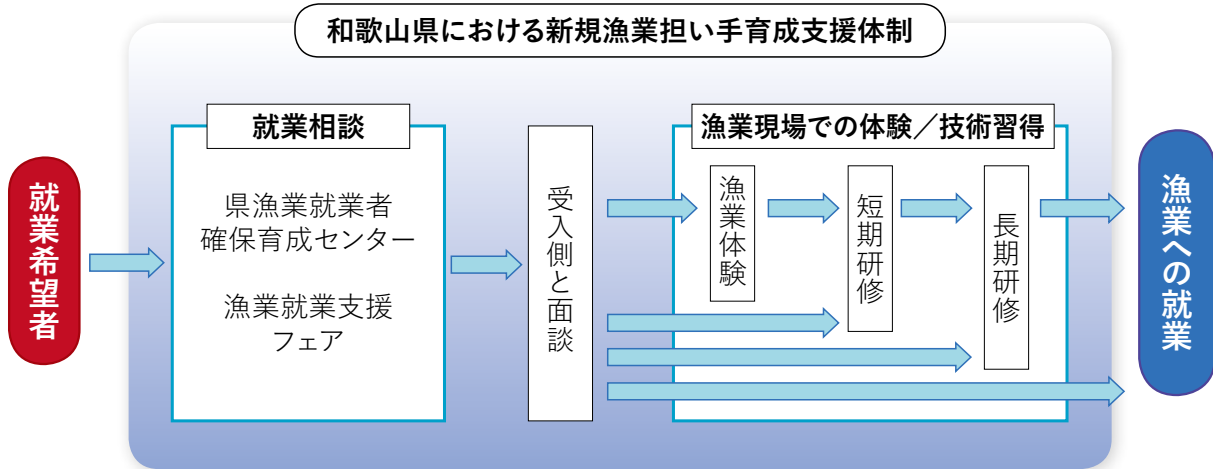 和歌山県における新規漁業担い手育成支援体制
就業希望者
就業相談
県漁業就業者
確保育成センター
漁業就業支援
フェア
受入側と面談
漁業現場での体験／技術習得
漁業体験
短期研修
長期研修
漁業への就業